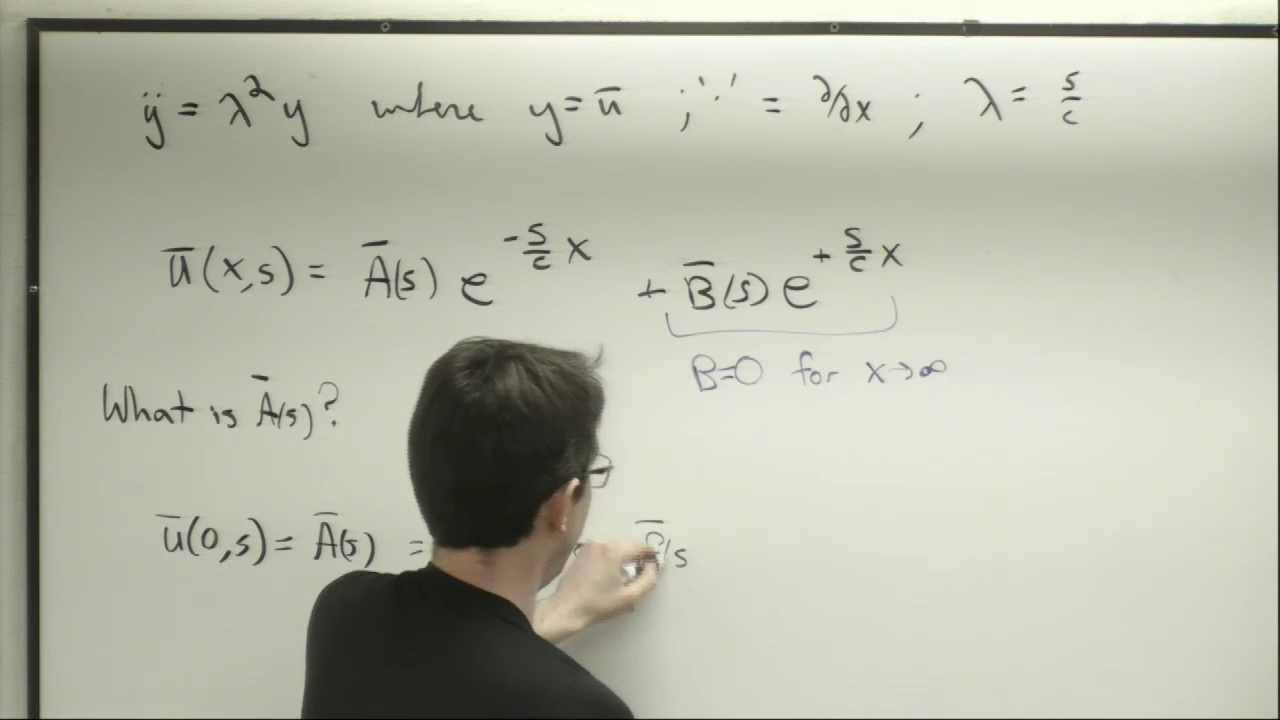 ÿ = λ²y where y = ū ; '·' = ∂/∂x ; λ = s/c
ū(x,s) = Ā(s) e^{-s/c x} + B̄(s) e^{+s/c x}
B=0 for x→∞
What is Ā(s)?
ū(0,s) = Ā(s) =